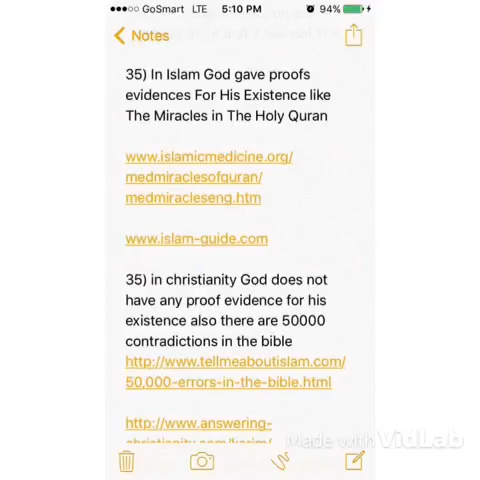 GoSmart LTE 5:10 PM 94%
Notes
35) In Islam God gave proofs
evidences For His Existence like
The Miracles in The Holy Quran
www.islamicmedicine.org/
medmiraclesofquran/
medmiracleseng.htm
www.islam-guide.com
35) in christianity God does not
have any proof evidence for his
existence also there are 50000
contradictions in the bible
http://www.tellmeaboutislam.com/
50,000-errors-in-the-bible.html
http://www.answering-
christianity.com/karim/
Made with VidLab